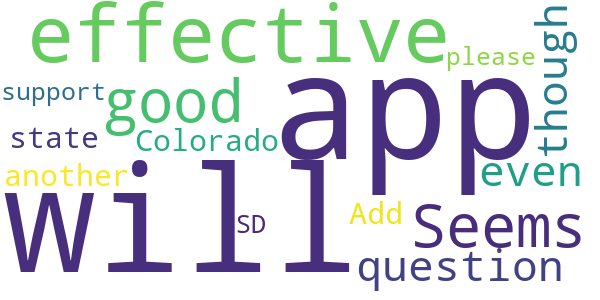 effective
please
though
support
good
app
state
Colorado
another
even
will
SD
Add
Seems
question